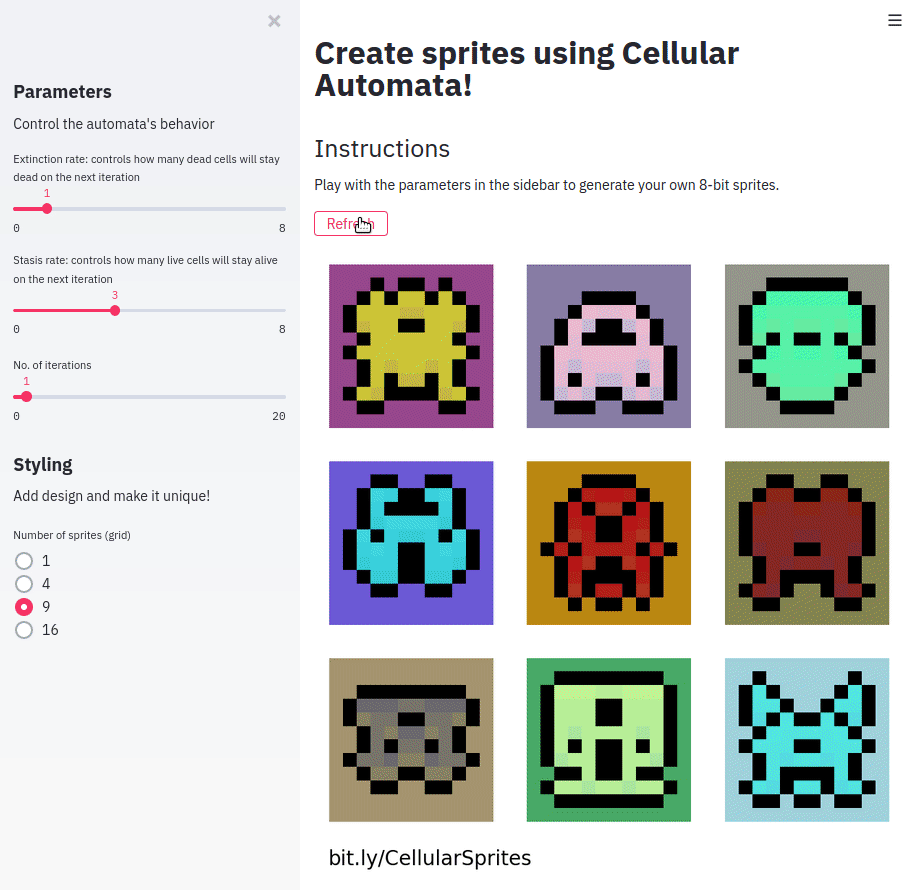 ×
Parameters
Control the automata's behavior
Extinction rate: controls how many dead cells will stay
dead on the next iteration
1
0 8
Stasis rate: controls how many live cells will stay alive
on the next iteration
3
0 8
No. of iterations
1
0 20
Styling
Add design and make it unique!
Number of sprites (grid)
1
4
9
16
Create sprites using Cellular
Automata!
Instructions
Play with the parameters in the sidebar to generate your own 8-bit sprites.
Refresh
bit.ly/CellularSprites